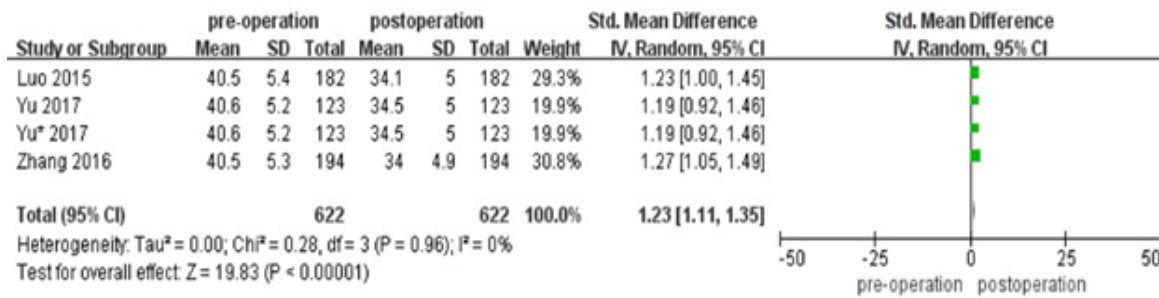 pre-operation postoperation Std. Mean Difference Std. Mean Difference
Study or Subgroup Mean SD Total Mean SD Total Weight IV, Random, 95% CI IV, Random, 95% CI
Luo 2015 40.5 5.4 182 34.1 5 182 29.3% 1.23 [1.00, 1.45]
Yu 2017 40.6 5.2 123 34.5 5 123 19.9% 1.19 [0.92, 1.46]
Yu* 2017 40.6 5.2 123 34.5 5 123 19.9% 1.19 [0.92, 1.46]
Zhang 2016 40.5 5.3 194 34 4.9 194 30.8% 1.27 [1.05, 1.49]
Total (95% CI) 622 622 100.0% 1.23 [1.11, 1.35]
Heterogeneity: Tau² = 0.00; Chi² = 0.28, df = 3 (P = 0.96); I² = 0%
Test for overall effect: Z = 19.83 (P < 0.00001)
-50 -25 0 25 50
pre-operation postoperation